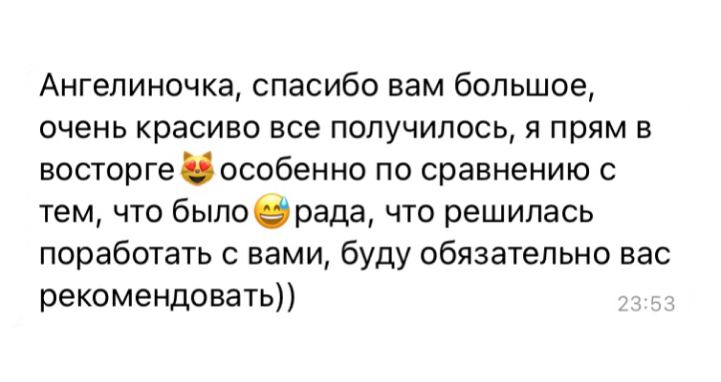 Ангелиночка, спасибо вам большое,
очень красиво все получилось, я прям в
восторге😻особенно по сравнению с
тем, что было😅рада, что решилась
поработать с вами, буду обязательно вас
рекомендовать))
23:53